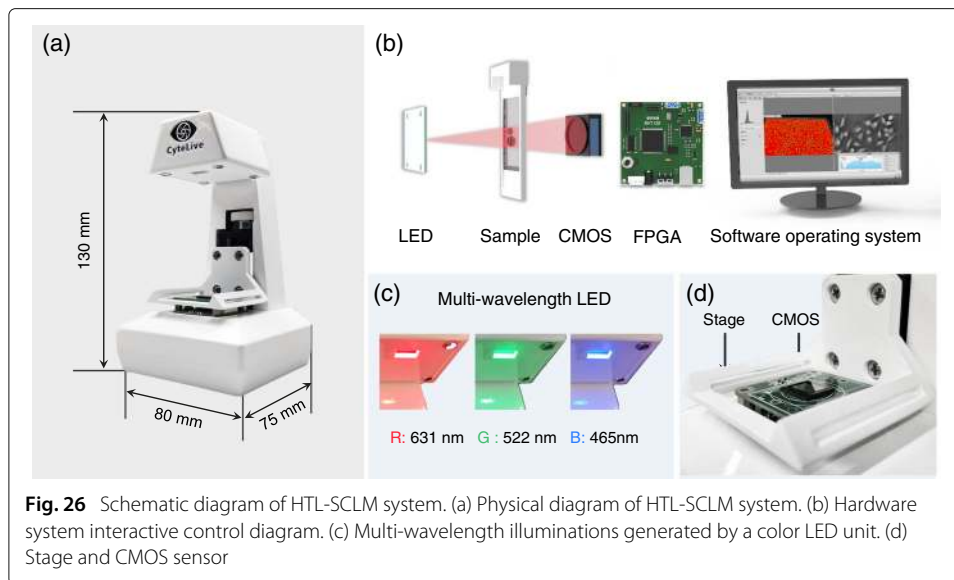 (a)
CyteLive
130 mm
80 mm
75 mm
(b)
LED Sample CMOS FPGA Software operating system
(c)
Multi-wavelength LED
R: 631 nm G : 522 nm B: 465nm
(d)
Stage CMOS
Fig. 26 Schematic diagram of HTL-SCLM system. (a) Physical diagram of HTL-SCLM system. (b) Hardware
system interactive control diagram. (c) Multi-wavelength illuminations generated by a color LED unit. (d)
Stage and CMOS sensor